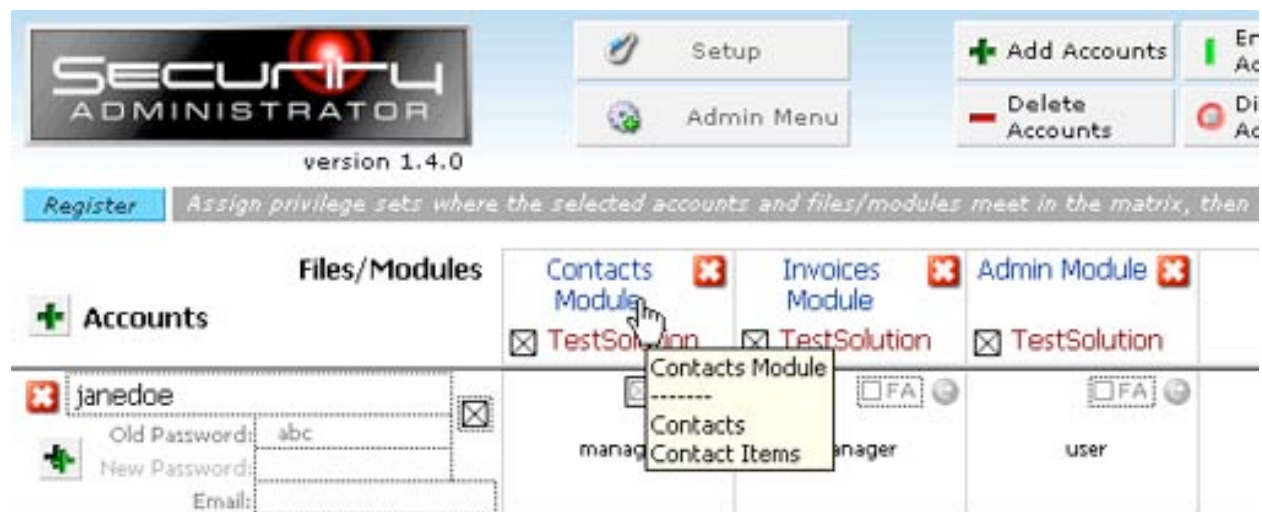 SECURITY
ADMINISTRATOR
version 1.4.0
Setup
Admin Menu
Add Accounts
Delete
Accounts
Register
Assign privilege sets where the selected accounts and files/modules meet in the matrix, then
Files/Modules
Accounts
Contacts
Module
TestSolution
Invoices
Module
TestSolution
Admin Module
TestSolution
Contacts Module
-------
Contacts
Contact Items
janedoe
Old Password: abc
New Password:
Email:
manag
FA
nager
FA
user